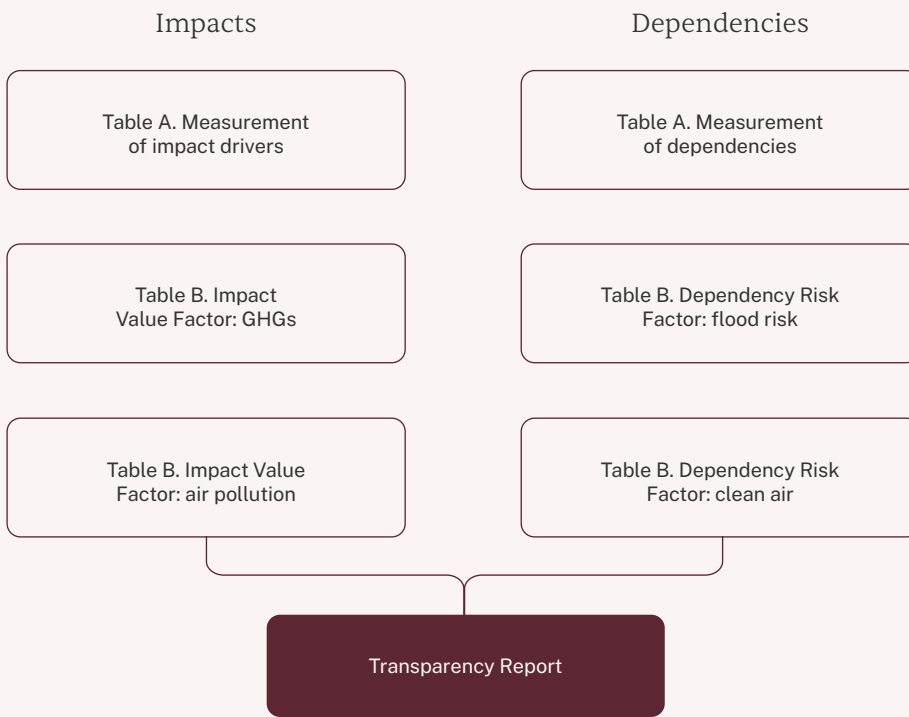 Impacts
Table A. Measurement
of impact drivers
Table B. Impact
Value Factor: GHGs
Table B. Impact Value
Factor: air pollution
Dependencies
Table A. Measurement
of dependencies
Table B. Dependency Risk
Factor: flood risk
Table B. Dependency Risk
Factor: clean air
Transparency Report